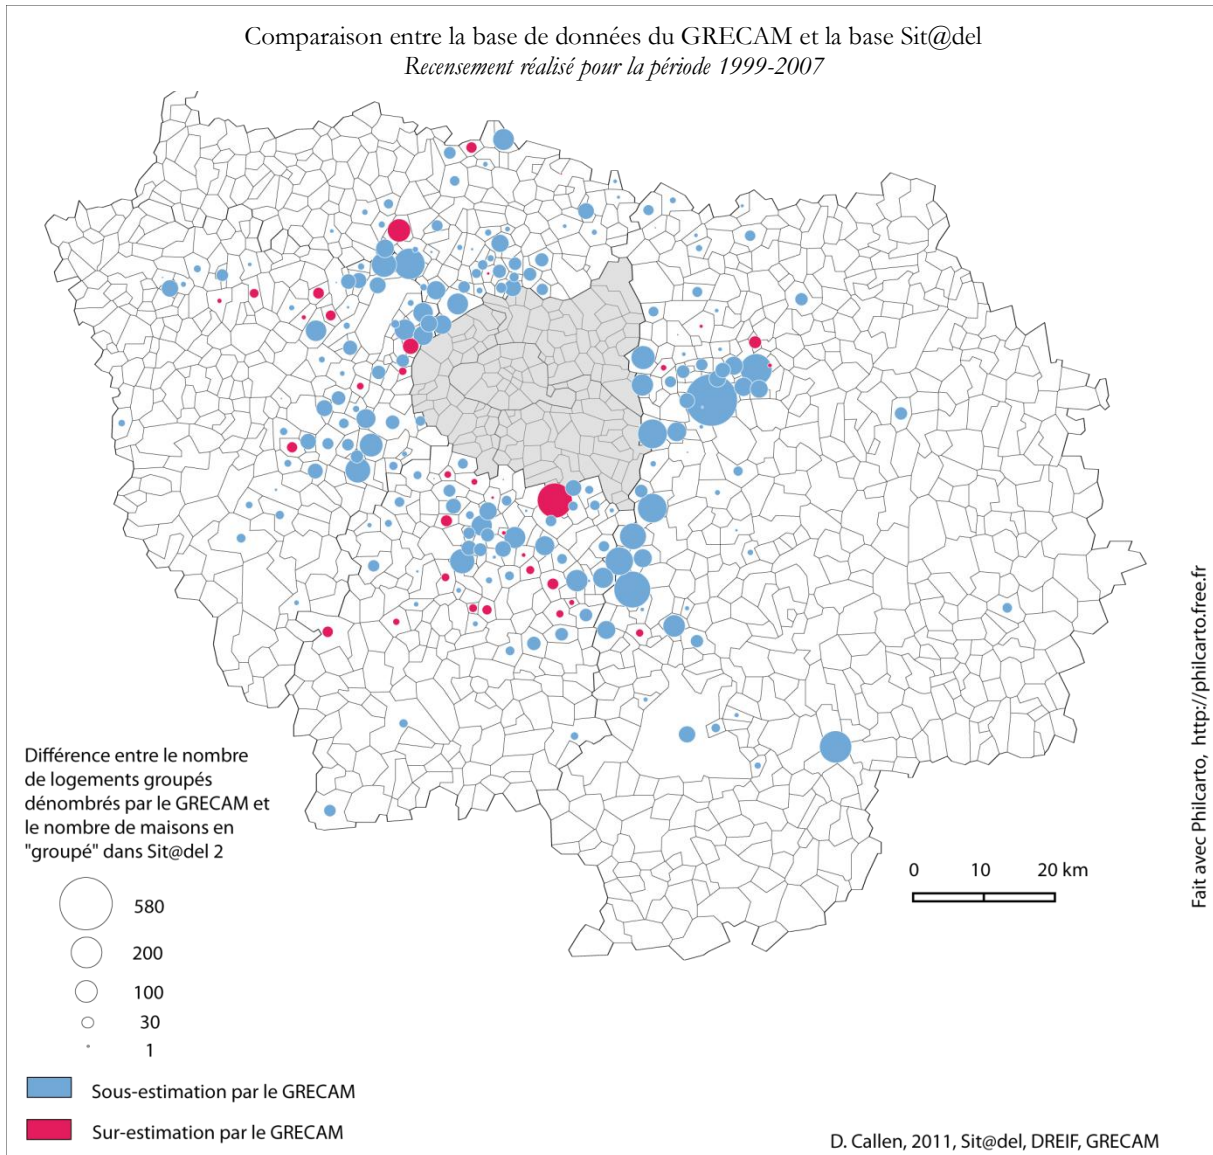 Comparaison entre la base de données du GRECAM et la base Sit@del
Recensement réalisé pour la période 1999-2007
Différence entre le nombre
de logements groupés
dénombrés par le GRECAM et
le nombre de maisons en
"groupé" dans Sit@del 2
580
200
100
30
1
Sous-estimation par le GRECAM
Sur-estimation par le GRECAM
0 10 20 km
Fait avec Philcarto, http://philcarto.free.fr
D. Callen, 2011, Sit@del, DREIF, GRECAM